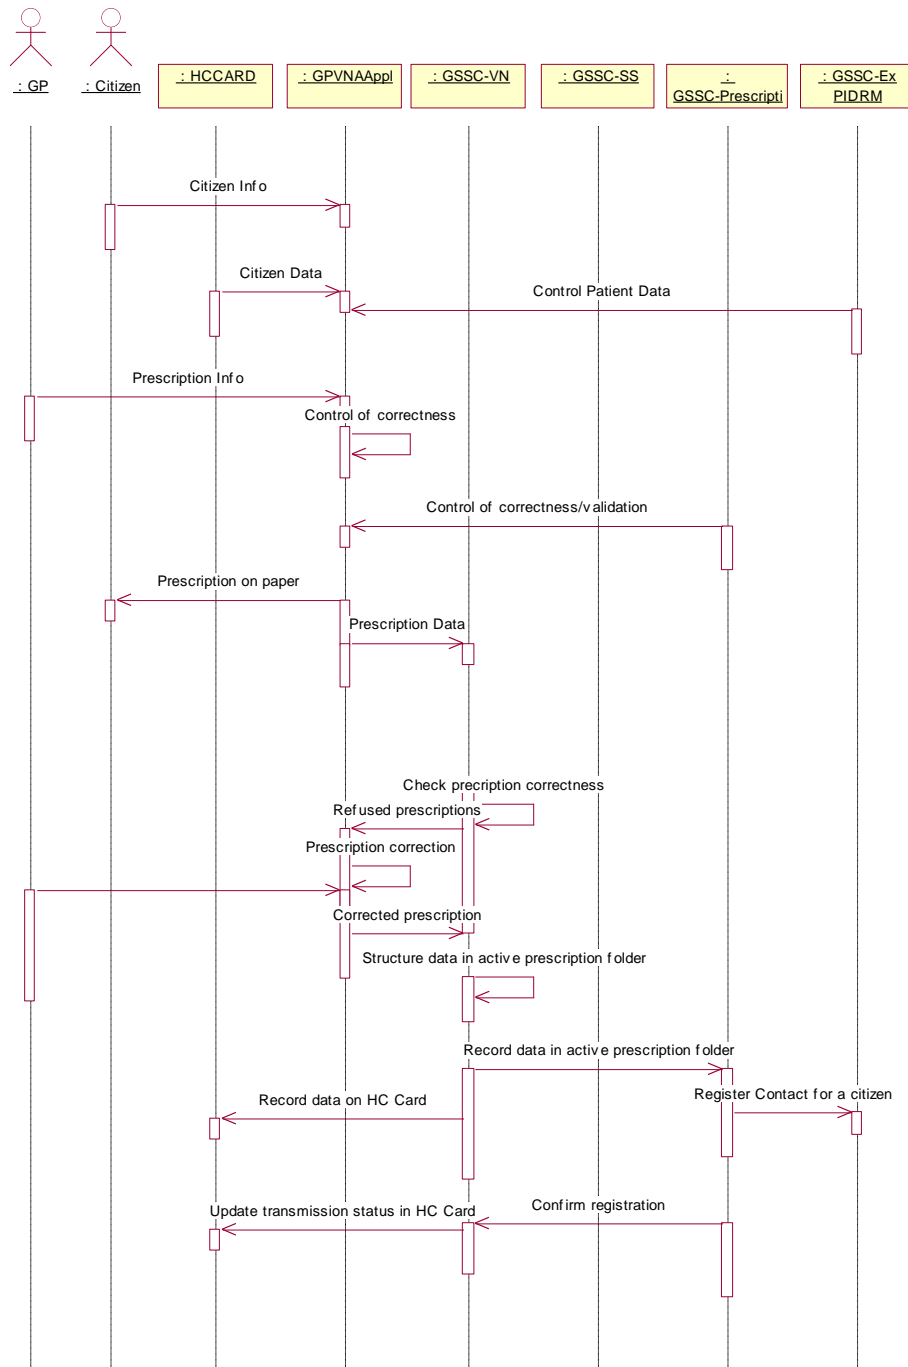 : GP
: Citizen
: HCCARD
: GPVNAAppl
: GSSC-VN
: GSSC-SS
:
GSSC-Prescripti
: GSSC-Ex
PIDRM
Citizen Info
Citizen Data
Control Patient Data
Prescription Info
Control of correctness
Control of correctness/validation
Prescription on paper
Prescription Data
Check precription correctness
Refused prescriptions
Prescription correction
Corrected prescription
Structure data in active prescription folder
Record data in active prescription folder
Record data on HC Card
Register Contact for a citizen
Update transmission status in HC Card
Confirm registration